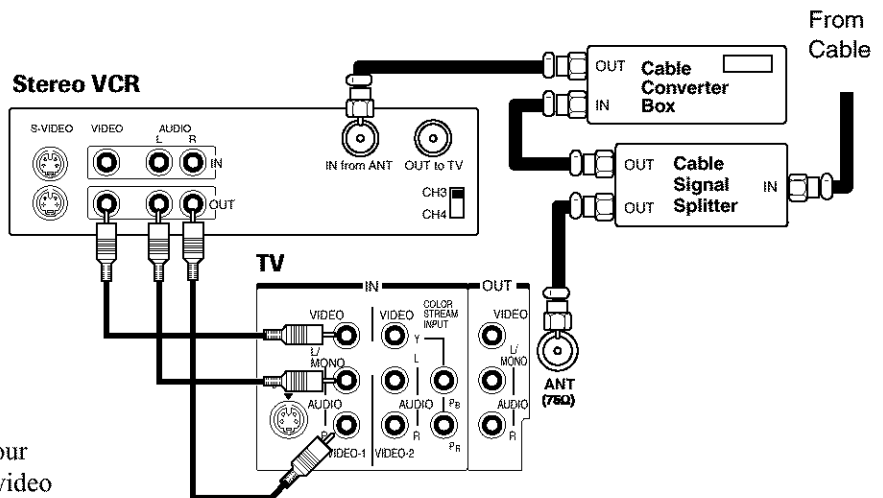 From
Cable
OUT Cable
Converter
IN Box
Stereo VCR
S-VIDEO VIDEO AUDIO
L R
IN
OUT
IN from ANT OUT to TV
CH3
CH4
OUT Cable
Signal IN
OUT Splitter
TV
IN OUT
VIDEO VIDEO COLOR
STREAM
INPUT
VIDEO
Y
L/
MONO
L
L/
MONO
AUDIO AUDIO PB AUDIO
R R PR R
VIDEO-1 VIDEO-2
ANT
(75Ω)
our
video